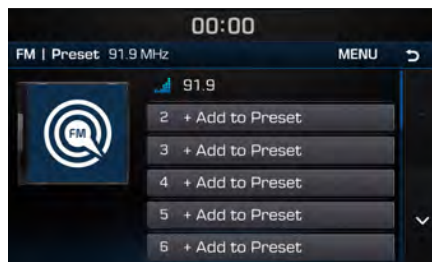 00:00
FM | Preset 91.9 MHz MENU
91.9
FM
2 + Add to Preset
3 + Add to Preset
4 + Add to Preset
5 + Add to Preset
6 + Add to Preset